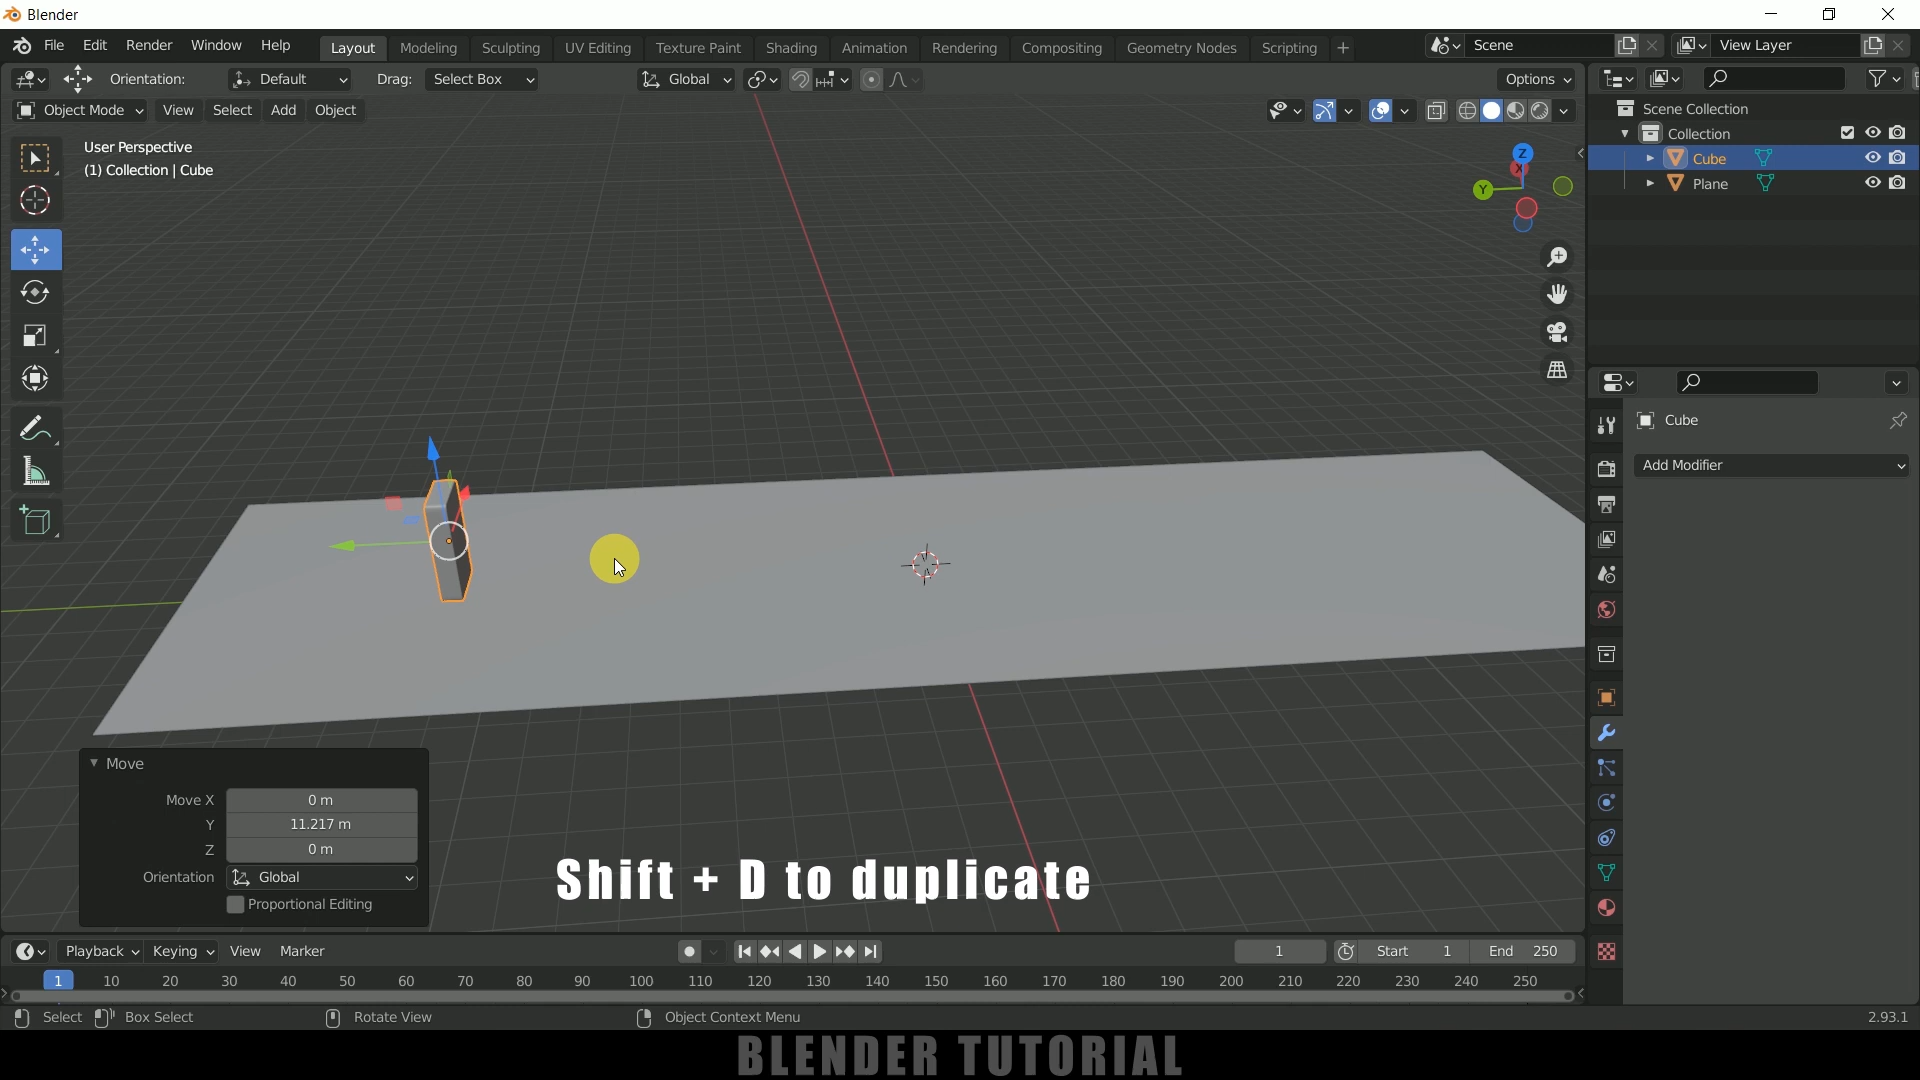 Blender
File Edit Render Window Help Layout Modeling Sculpting UV Editing Texture Paint Shading Animation Rendering Compositing Geometry Nodes Scripting + Scene View Layer
Orientation: Default Drag: Select Box Global Options
Object Mode View Select Add Object
User Perspective
(1) Collection | Cube
Z
X
Y
Scene Collection
Collection
Cube
Plane
Cube
Add Modifier
Move
Move X 0 m
Y 11.217 m
Z 0 m
Orientation Global
Proportional Editing
Shift + D to duplicate
Playback Keying View Marker 1 Start 1 End 250
1 10 20 30 40 50 60 70 80 90 100 110 120 130 140 150 160 170 180 190 200 210 220 230 240 250
Select Box Select Rotate View Object Context Menu 2.93.1
BLENDER TUTORIAL